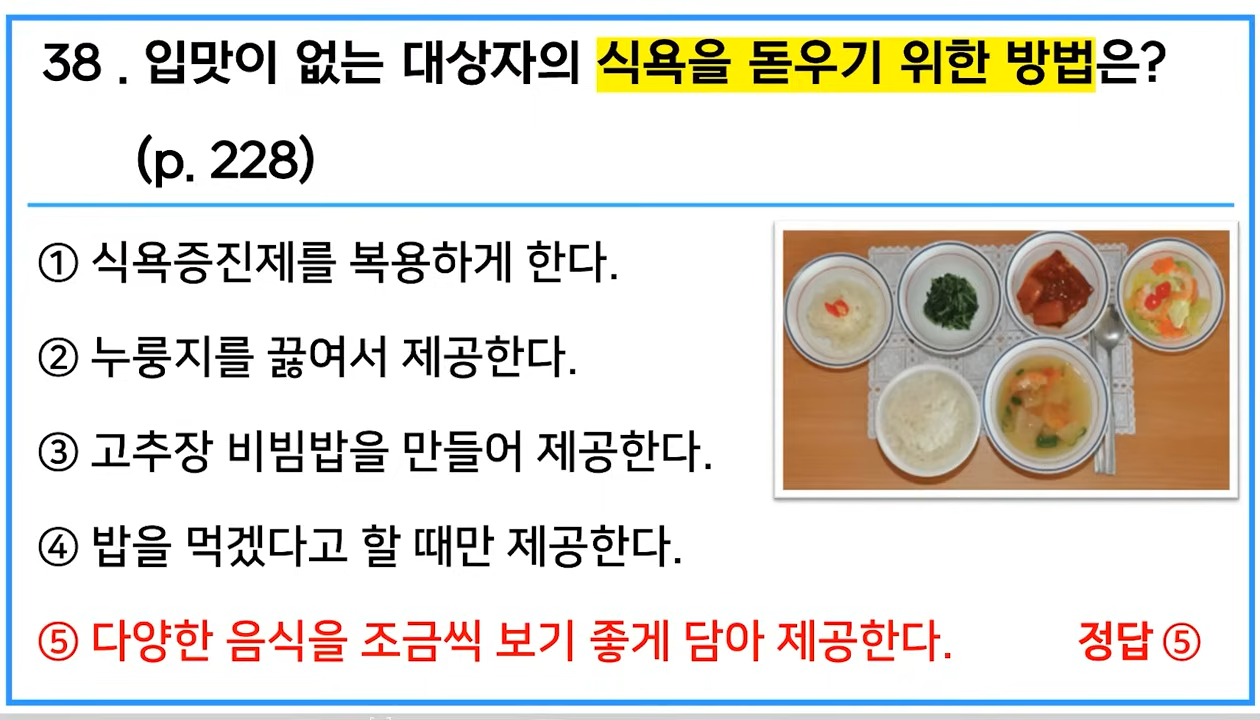 38 . 입맛이 없는 대상자의 식욕을 돋우기 위한 방법은?
(p. 228)
① 식욕증진제를 복용하게 한다.
② 누룽지를 끓여서 제공한다.
③ 고추장 비빔밥을 만들어 제공한다.
④ 밥을 먹겠다고 할 때만 제공한다.
⑤ 다양한 음식을 조금씩 보기 좋게 담아 제공한다. 정답 ⑤